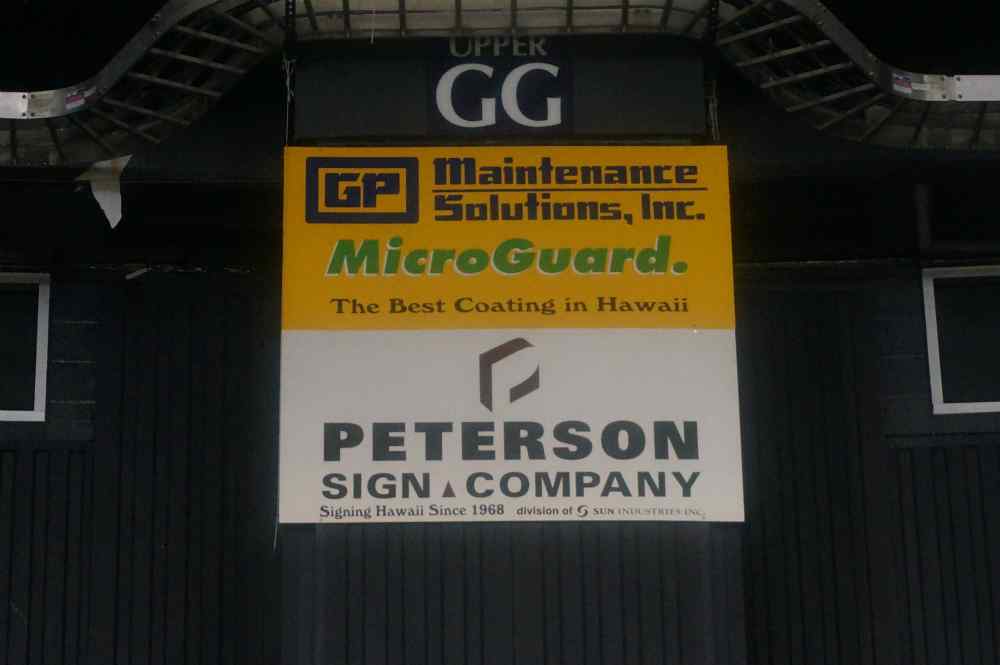 UPPER
GG
GP Maintenance
Solutions, Inc.
MicroGuard.
The Best Coating in Hawaii
PETERSON
SIGN COMPANY
Signing Hawaii Since 1968 division of SUN INDUSTRIES INC.